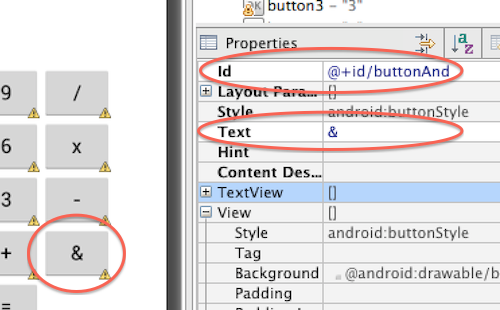 button3 - "3"
Properties
Id @+id/buttonAnd
Layout Para... []
Style android:buttonStyle
Text &
Hint
Content Des...
TextView []
View []
Style android:buttonStyle
Tag
Background @android:drawable/b
Padding
9 /
6 x
3 -
+ &
=